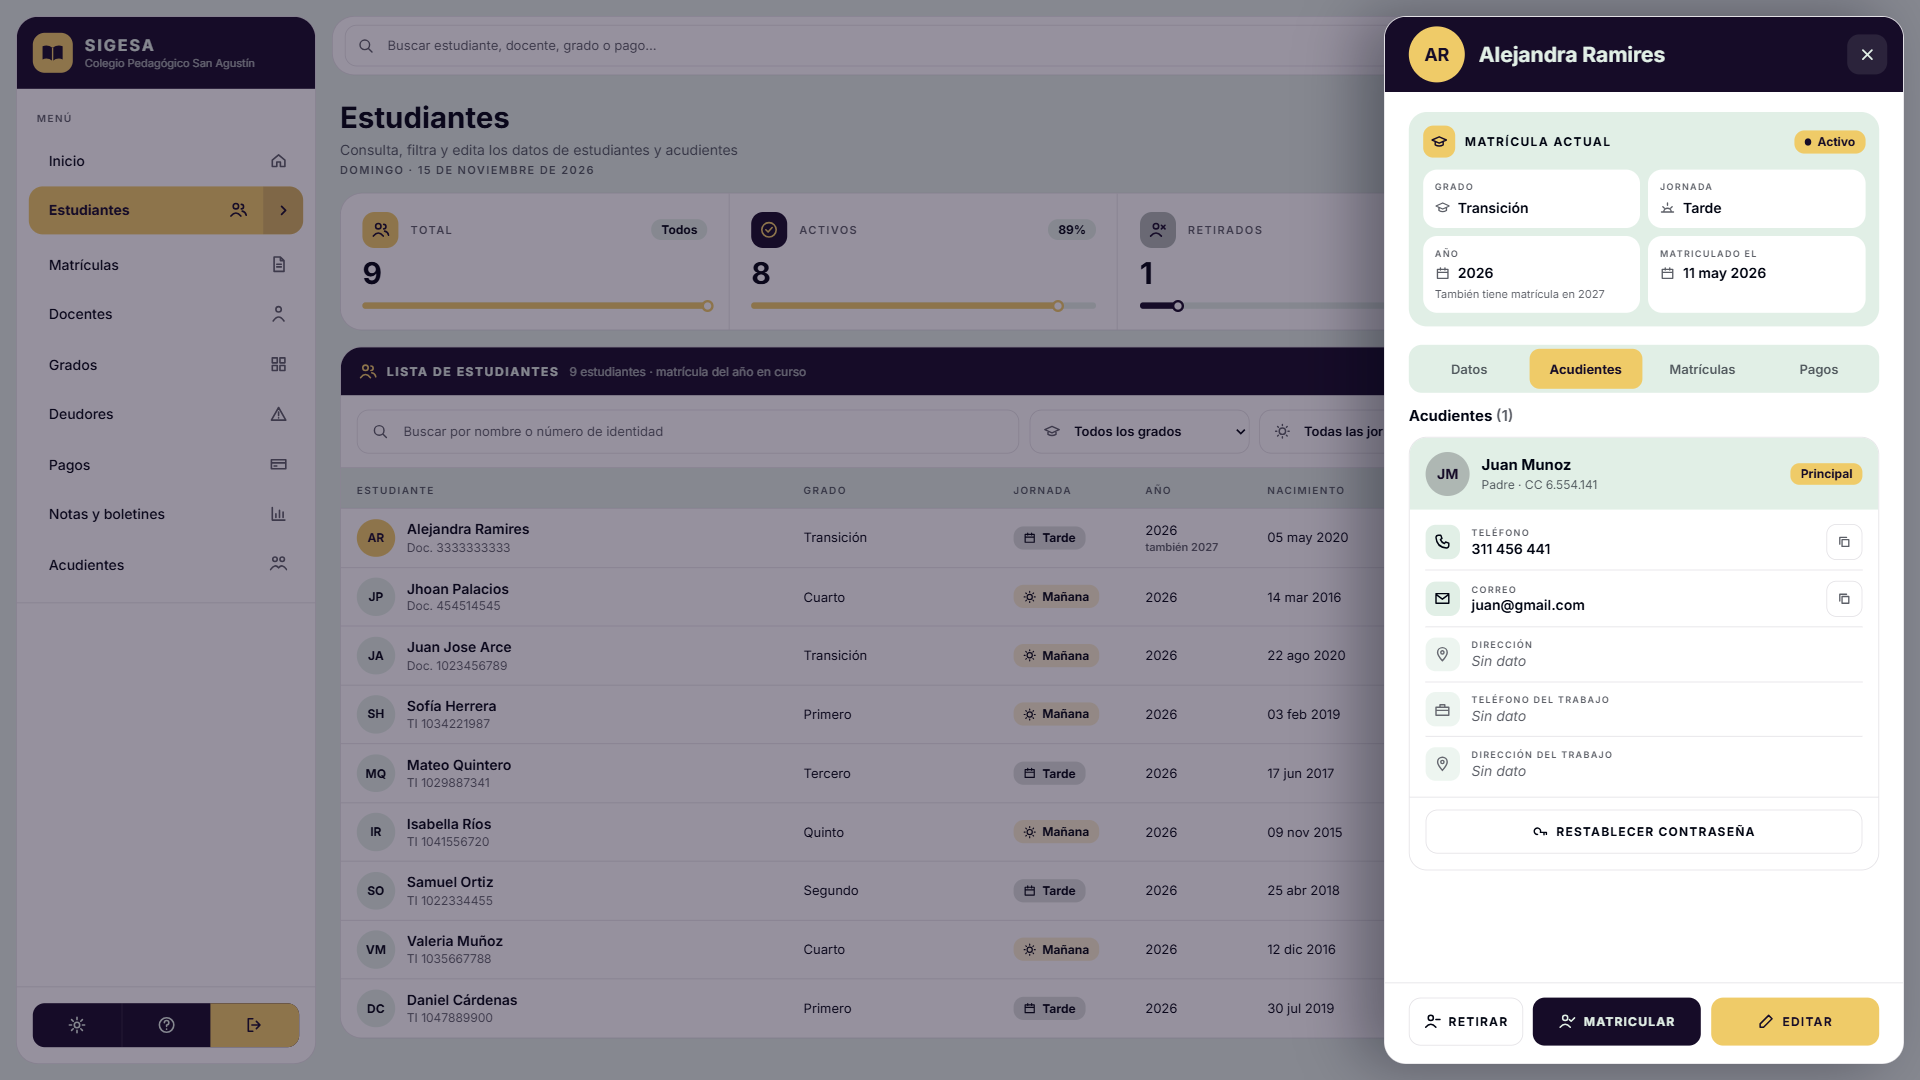 SIGESA
Colegio Pedagógico San Agustín
MENÚ
Inicio
Estudiantes
Matrículas
Docentes
Grados
Deudores
Pagos
Notas y boletines
Acudientes
Buscar estudiante, docente, grado o pago...
Estudiantes
Consulta, filtra y edita los datos de estudiantes y acudientes
DOMINGO · 15 DE NOVIEMBRE DE 2026
TOTAL Todos
9
ACTIVOS 89%
8
RETIRADOS
1
LISTA DE ESTUDIANTES 9 estudiantes · matrícula del año en curso
Buscar por nombre o número de identidad
Todos los grados
Todas las jor
ESTUDIANTE GRADO JORNADA AÑO NACIMIENTO
AR Alejandra Ramires Transición Tarde 2026 05 may 2020
Doc. 3333333333 también 2027
JP Jhoan Palacios Cuarto Mañana 2026 14 mar 2016
Doc. 454514545
JA Juan Jose Arce Transición Mañana 2026 22 ago 2020
Doc. 1023456789
SH Sofía Herrera Primero Mañana 2026 03 feb 2019
TI 1034221987
MQ Mateo Quintero Tercero Tarde 2026 17 jun 2017
TI 1029887341
IR Isabella Ríos Quinto Mañana 2026 09 nov 2015
TI 1041556720
SO Samuel Ortiz Segundo Tarde 2026 25 abr 2018
TI 1022334455
VM Valeria Muñoz Cuarto Mañana 2026 12 dic 2016
TI 1035667788
DC Daniel Cárdenas Primero Tarde 2026 30 jul 2019
TI 1047889900
AR Alejandra Ramires
MATRÍCULA ACTUAL Activo
GRADO
Transición
JORNADA
Tarde
AÑO
2026
También tiene matrícula en 2027
MATRICULADO EL
11 may 2026
Datos Acudientes Matrículas Pagos
Acudientes (1)
JM Juan Munoz
Padre · CC 6.554.141
Principal
TELÉFONO
311 456 441
CORREO
juan@gmail.com
DIRECCIÓN
Sin dato
TELÉFONO DEL TRABAJO
Sin dato
DIRECCIÓN DEL TRABAJO
Sin dato
RESTABLECER CONTRASEÑA
RETIRAR MATRICULAR EDITAR